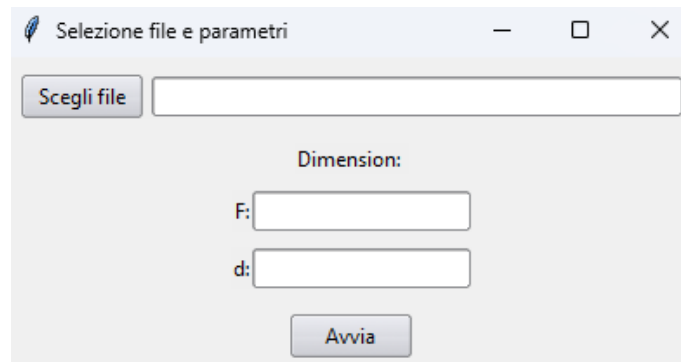 Selezione file e parametri
Scegli file
Dimension:
F:
d:
Avvia